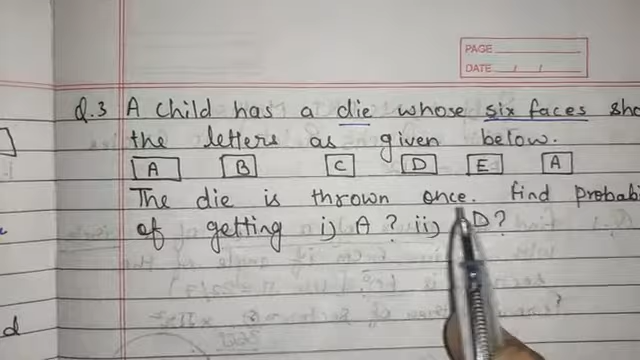 PAGE
DATE / /
Q.3 A child has a die whose six faces sho
the letters as given below.
A B C D E A
The die is thrown once. find probabi
of getting i) A ? ii) D?
d